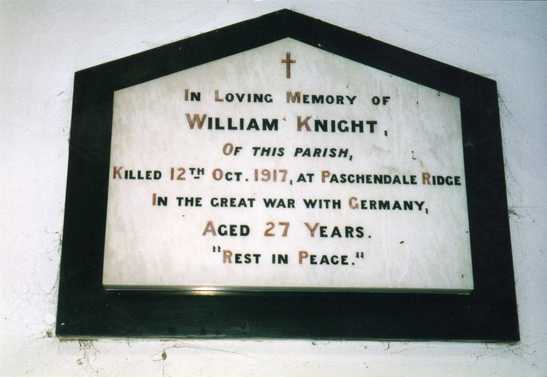 In Loving Memory of
William Knight,
Of this parish,
Killed 12TH Oct. 1917, at Paschendale Ridge
In the great war with Germany,
Aged 27 Years.
"Rest in Peace."